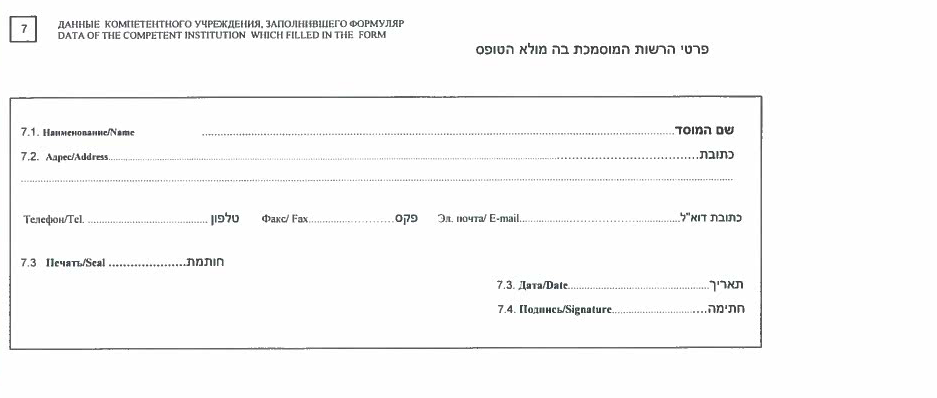 7
ДАННЫЕ КОМПЕТЕНТНОГО УЧРЕЖДЕНИЯ, ЗАПОЛНИВШЕГО ФОРМУЛЯР
DATA OF THE COMPETENT INSTITUTION WHICH FILLED IN THE FORM
פרטי הרשות המוסמכת בה מולא הטופס
7.1. Наименование/Name ........................ שם המוסד
7.2. Адрес/Address ........................ כתובת
........................
Телефон/Tel. ............ טלפון Факс/ Fax ............ פקס Эл. почта/ E-mail ............ כתובת דוא"ל
7.3 Печать/Seal ............ חותמת
7.3. Дата/Date ............ תאריך
7.4. Подпись/Signature ............ חתימה